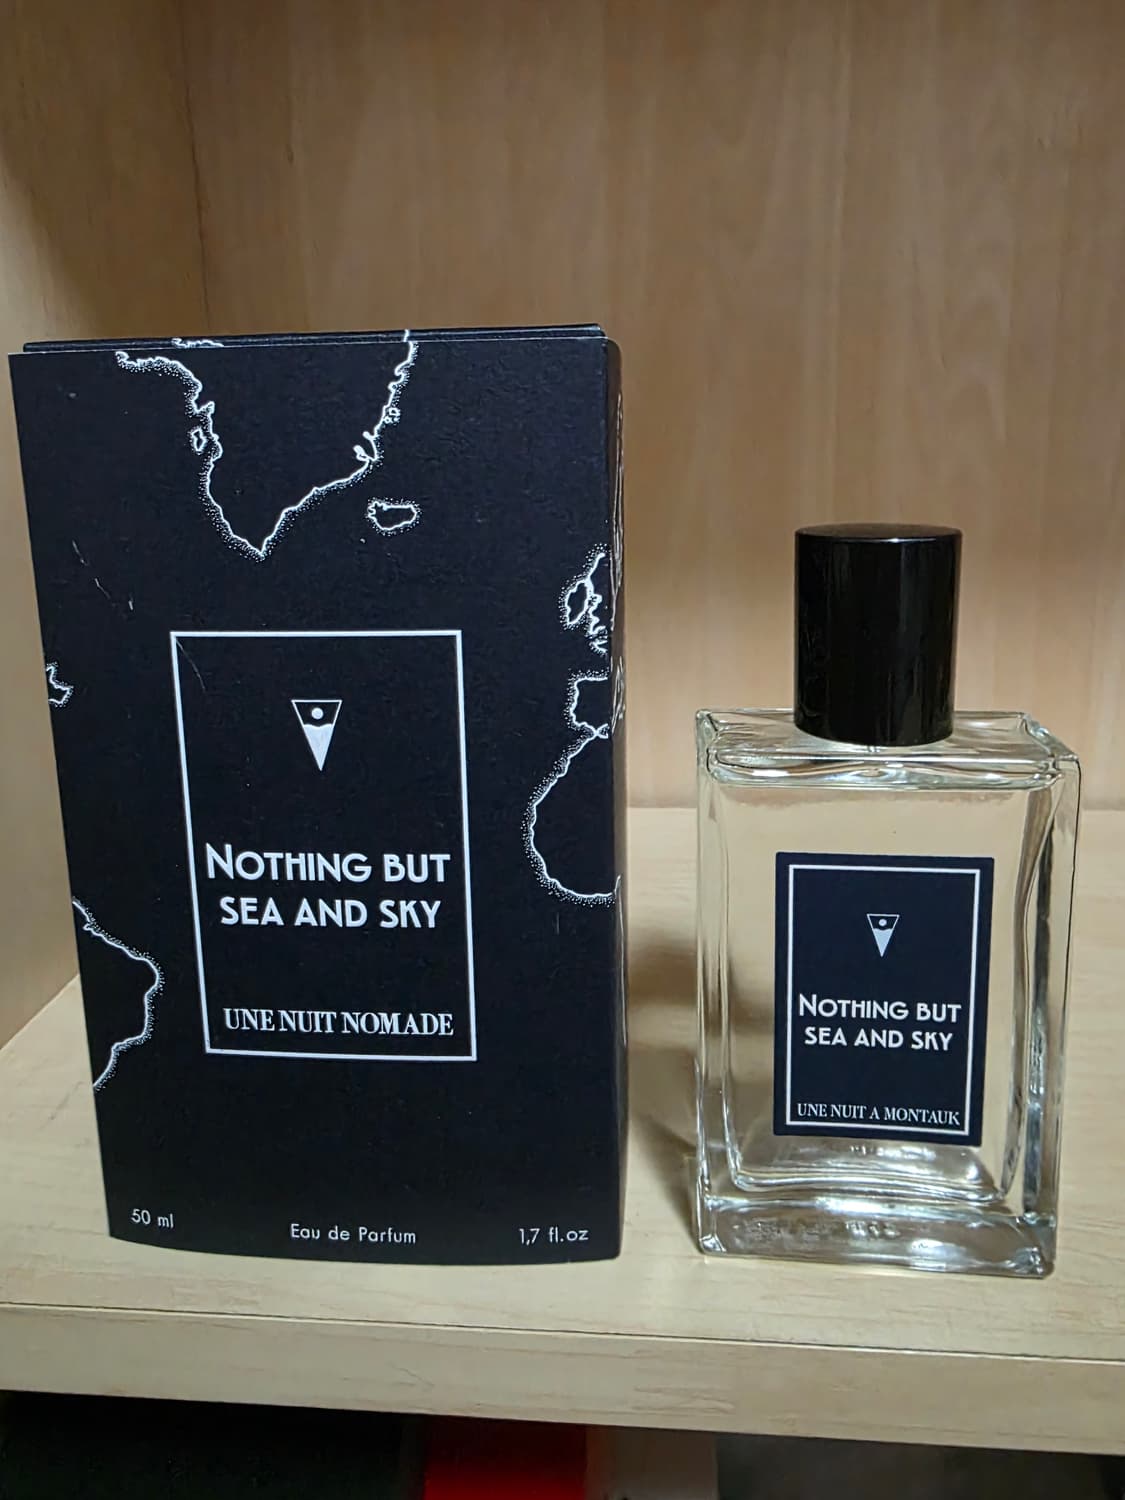 NOTHING BUT
SEA AND SKY
UNE NUIT NOMADE
50 ml
Eau de Parfum
1,7 fl.oz
NOTHING BUT
SEA AND SKY
UNE NUIT A MONTAUK